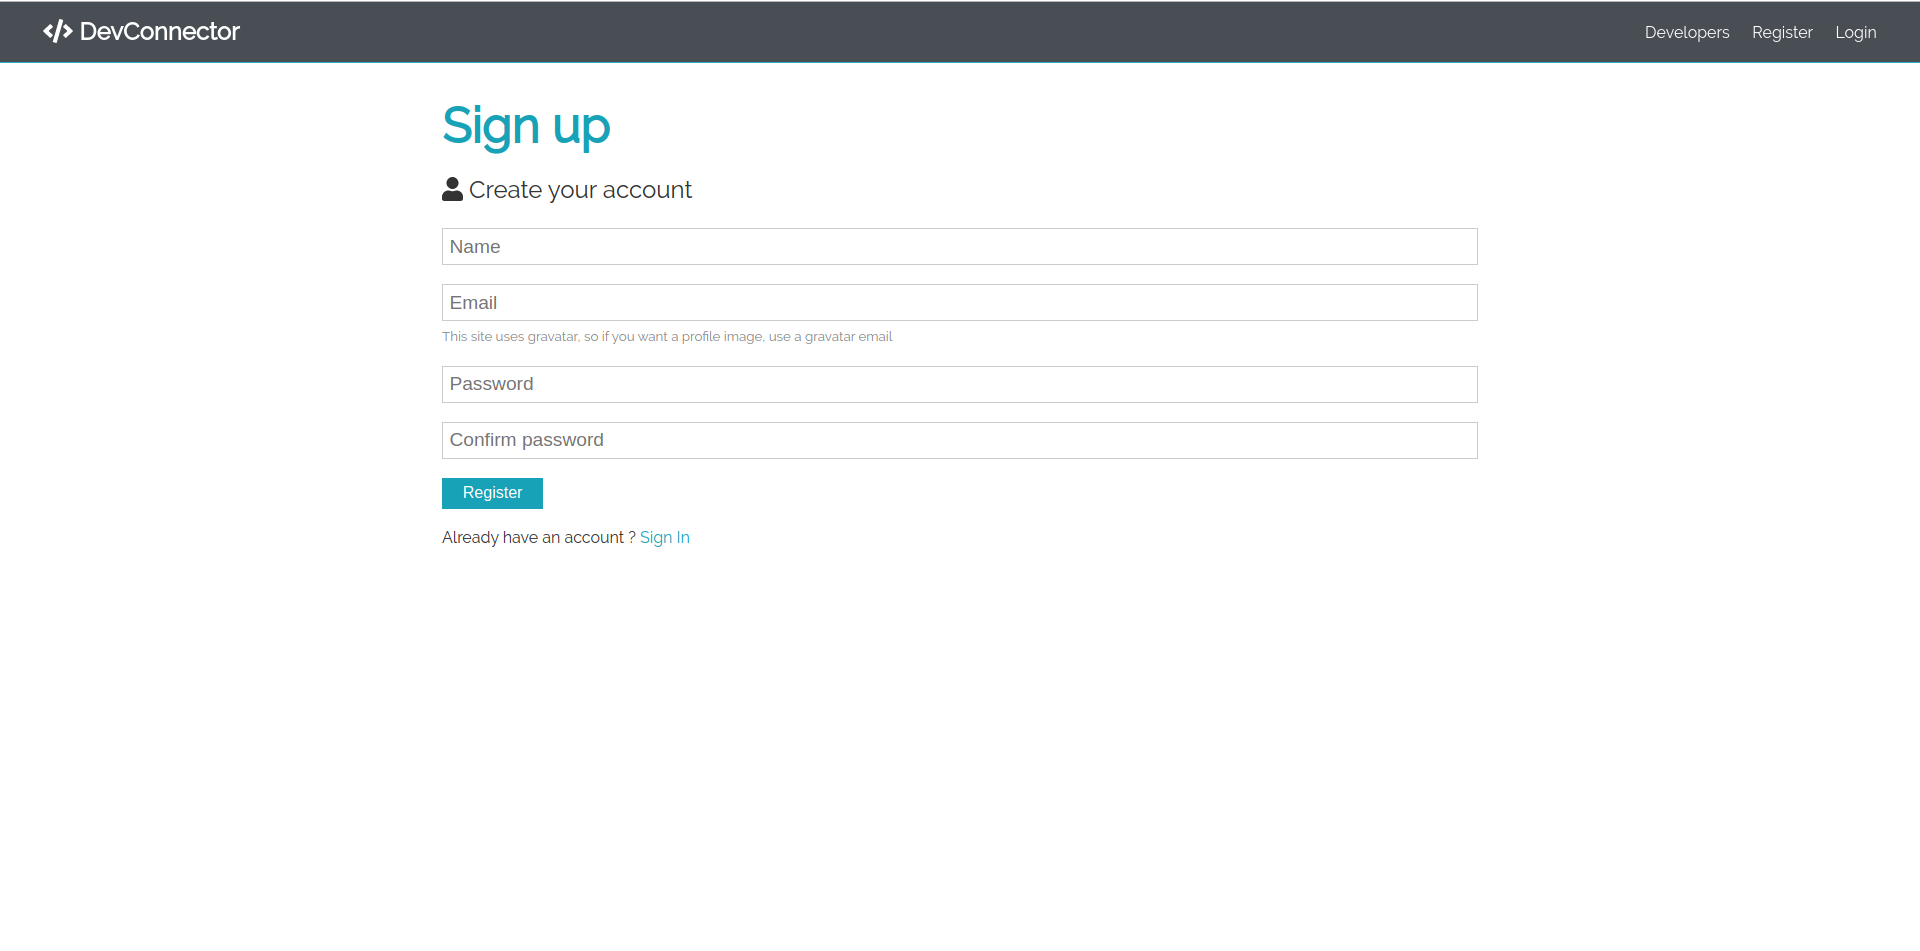 DevConnector
Developers Register Login
Sign up
Create your account
Name
Email
This site uses gravatar, so if you want a profile image, use a gravatar email
Password
Confirm password
Register
Already have an account ? Sign In